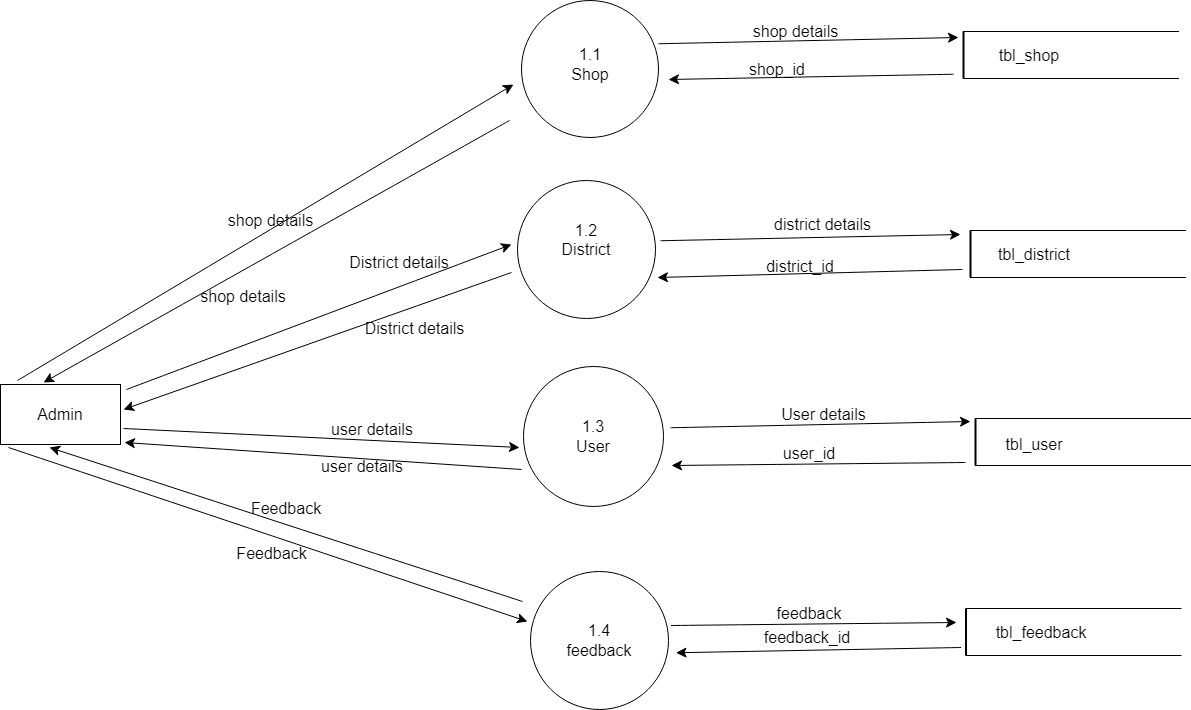 1.1
Shop
shop details
shop_id
tbl_shop
shop details
shop details
1.2
District
District details
District details
district details
district_id
tbl_district
Admin
1.3
User
user details
user details
User details
user_id
tbl_user
Feedback
Feedback
1.4
feedback
feedback
feedback_id
tbl_feedback